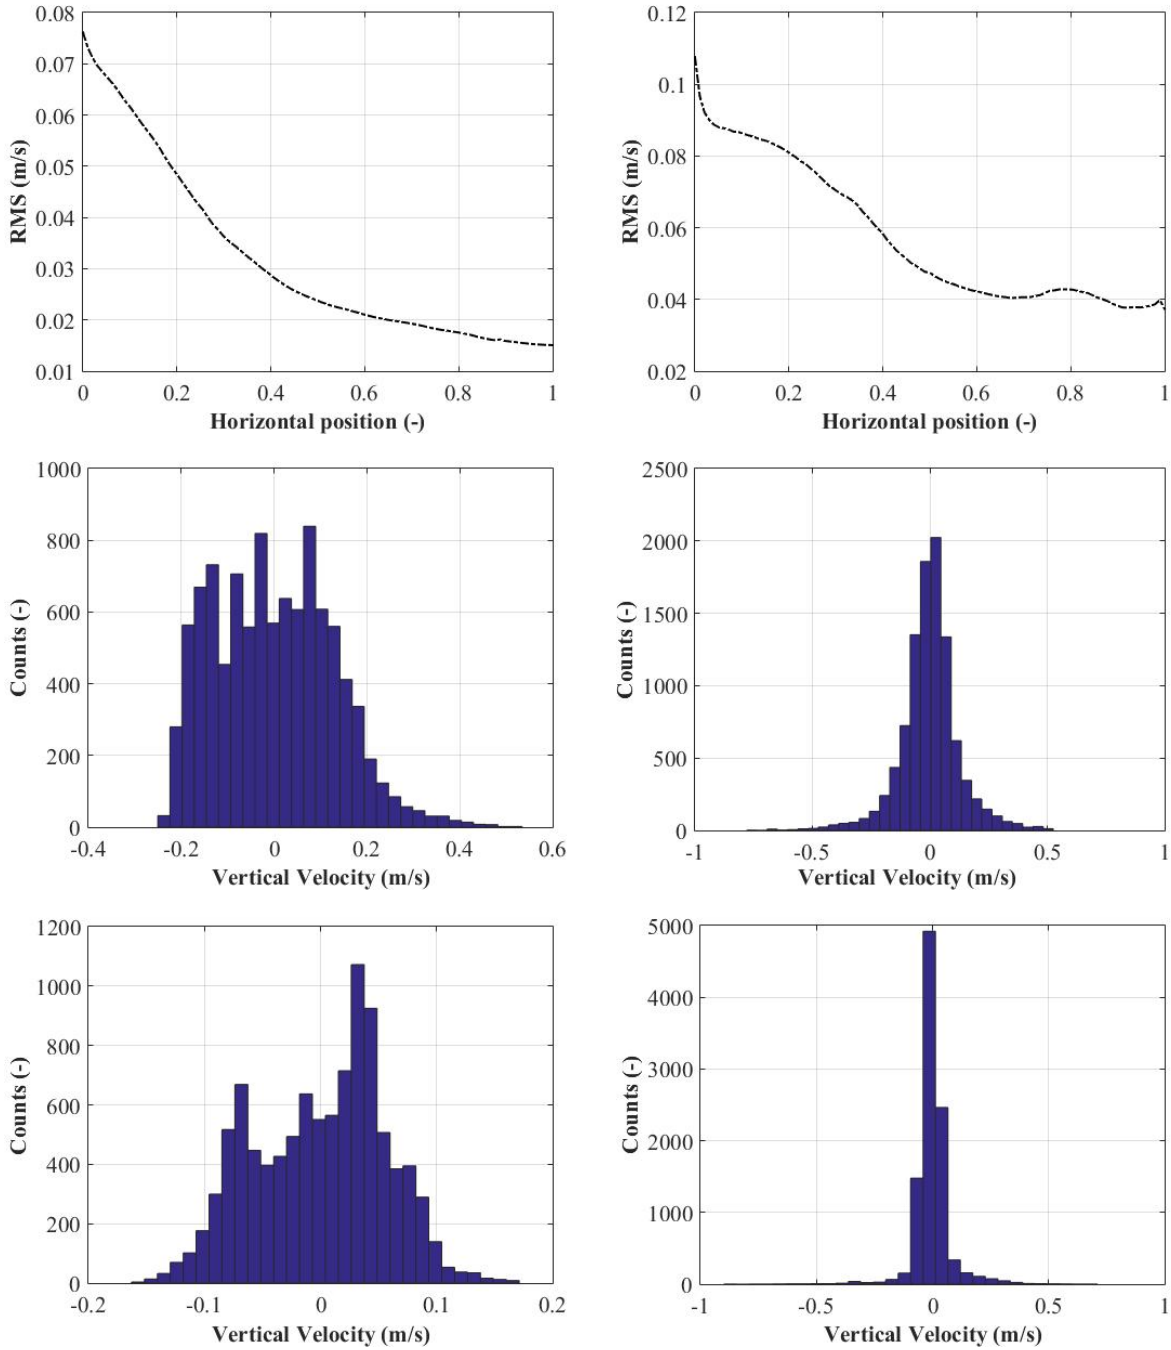 0.08
0.07
0.06
0.05
0.04
0.03
0.02
0.01
RMS (m/s)
0 0.2 0.4 0.6 0.8 1
Horizontal position (-)
0.12
0.1
0.08
0.06
0.04
0.02
RMS (m/s)
0 0.2 0.4 0.6 0.8 1
Horizontal position (-)
1000
800
600
400
200
0
Counts (-)
-0.4 -0.2 0 0.2 0.4 0.6
Vertical Velocity (m/s)
2500
2000
1500
1000
500
0
Counts (-)
-1 -0.5 0 0.5 1
Vertical Velocity (m/s)
1200
1000
800
600
400
200
0
Counts (-)
-0.2 -0.1 0 0.1 0.2
Vertical Velocity (m/s)
5000
4000
3000
2000
1000
0
Counts (-)
-1 -0.5 0 0.5 1
Vertical Velocity (m/s)